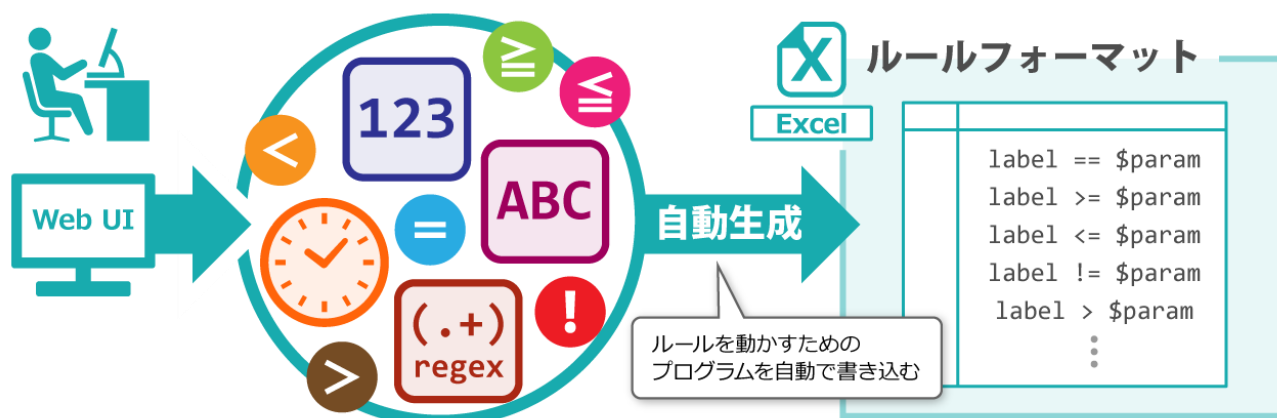 Web UI
<
123
≧
≦
=
ABC
(.+)
regex
!
>
自動生成
ルールを動かすための
プログラムを自動で書き込む
X
Excel
ルールフォーマット
label == $param
label >= $param
label <= $param
label != $param
label > $param
⋮